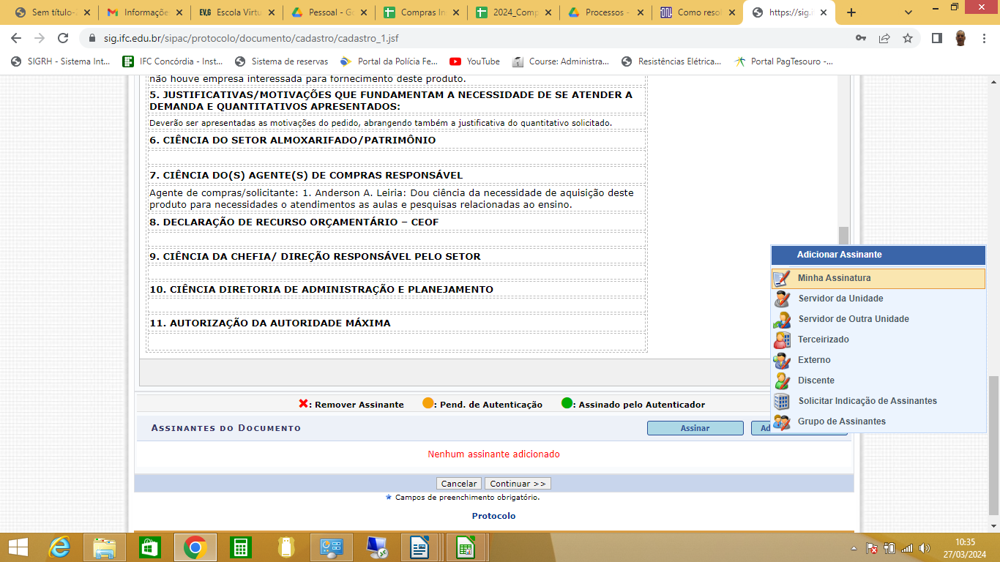 Sem título-
Informaçõe
EV.G Escola Virtu
Pessoal - Go
Compras In
2024_Comp
Processos -
Como resol
https://sig.i
sig.ifc.edu.br/sipac/protocolo/documento/cadastro/cadastro_1.jsf
SIGRH - Sistema Int...
IFC Concórdia - Inst...
Sistema de reservas
Portal da Polícia Fe...
YouTube
Course: Administra...
Resistências Elétrica...
Portal PagTesouro -...
não houve empresa interessada para fornecimento deste produto.
5. JUSTIFICATIVAS/MOTIVAÇÕES QUE FUNDAMENTAM A NECESSIDADE DE SE ATENDER A
DEMANDA E QUANTITATIVOS APRESENTADOS:
Deverão ser apresentadas as motivações do pedido, abrangendo também a justificativa do quantitativo solicitado.
6. CIÊNCIA DO SETOR ALMOXARIFADO/PATRIMÔNIO
7. CIÊNCIA DO(S) AGENTE(S) DE COMPRAS RESPONSÁVEL
Agente de compras/solicitante: 1. Anderson A. Leiria: Dou ciência da necessidade de aquisição deste
produto para necessidades o atendimentos as aulas e pesquisas relacionadas ao ensino.
8. DECLARAÇÃO DE RECURSO ORÇAMENTÁRIO – CEOF
9. CIÊNCIA DA CHEFIA/ DIREÇÃO RESPONSÁVEL PELO SETOR
10. CIÊNCIA DIRETORIA DE ADMINISTRAÇÃO E PLANEJAMENTO
11. AUTORIZAÇÃO DA AUTORIDADE MÁXIMA
Adicionar Assinante
Minha Assinatura
Servidor da Unidade
Servidor de Outra Unidade
Terceirizado
Externo
Discente
Solicitar Indicação de Assinantes
Grupo de Assinantes
: Remover Assinante
: Pend. de Autenticação
: Assinado pelo Autenticador
Assinantes do Documento
Assinar
Ad
Nenhum assinante adicionado
Cancelar
Continuar >>
Campos de preenchimento obrigatório.
Protocolo
10:35
27/03/2024